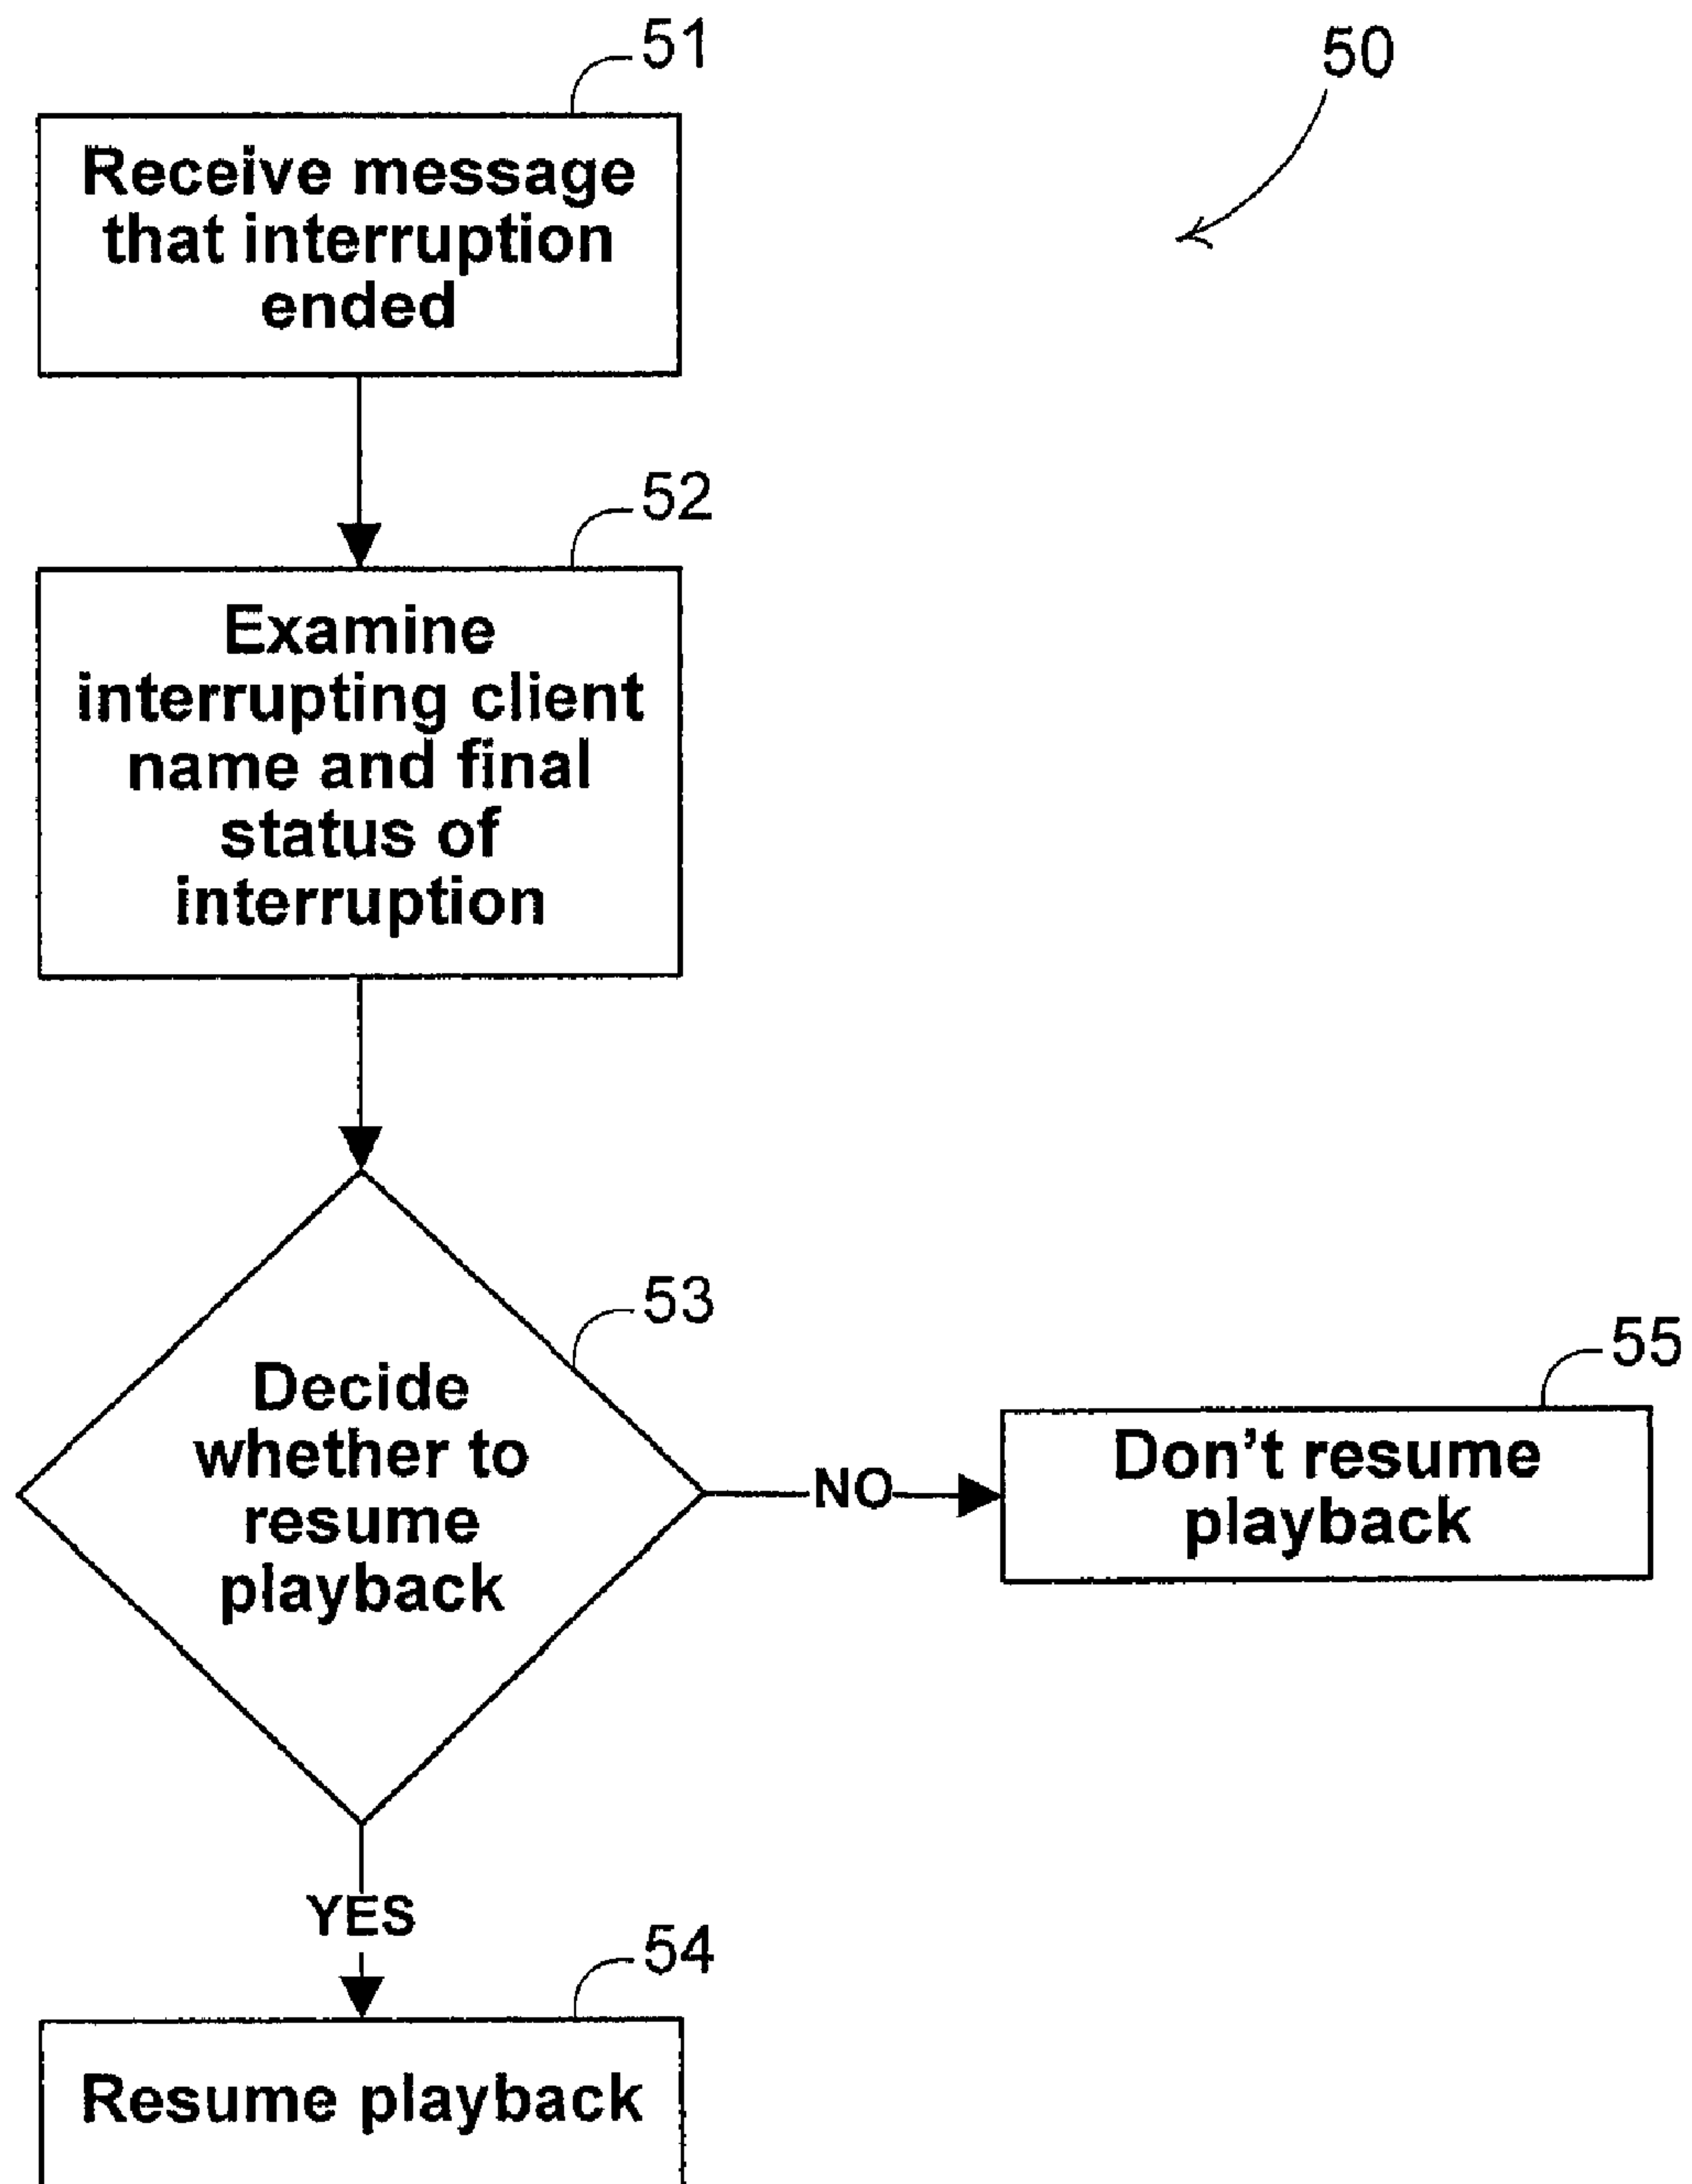 51
50
Receive message
that interruption
ended
52
Examine
interrupting client
name and final
status of
interruption
53
Decide
whether to
resume
playback
NO
55
Don't resume
playback
YES
54
Resume playback